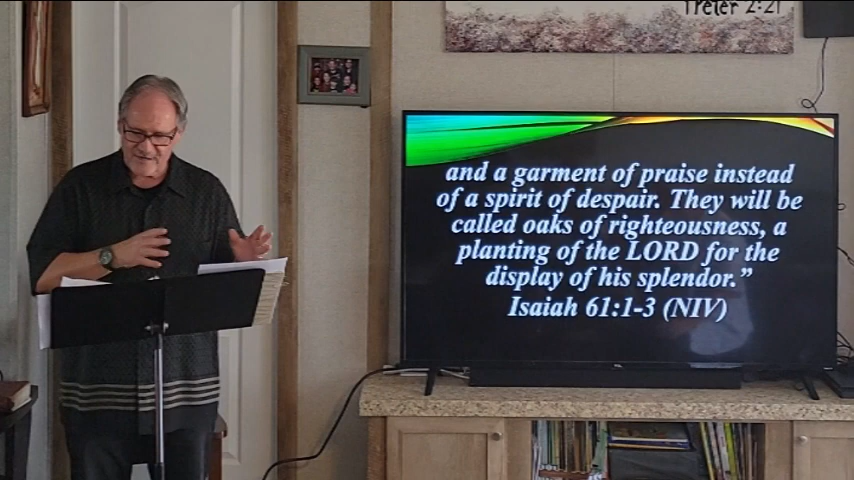 1Peter 2:21
and a garment of praise instead
of a spirit of despair. They will be
called oaks of righteousness, a
planting of the LORD for the
display of his splendor.”
Isaiah 61:1-3 (NIV)